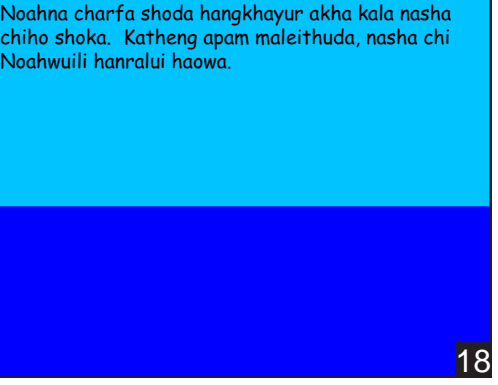 Noahna charfa shoda hangkhayur akha kala nasha
chiho shoka.  Katheng apam maleithuda, nasha chi
Noahwuili hanralui haowa.
18